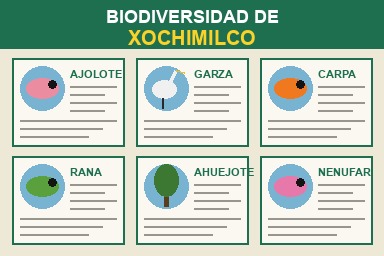 BIODIVERSIDAD DE
XOCHIMILCO
AJOLOTE
GARZA
CARPA
RANA
AHUEJOTE
NENUFAR